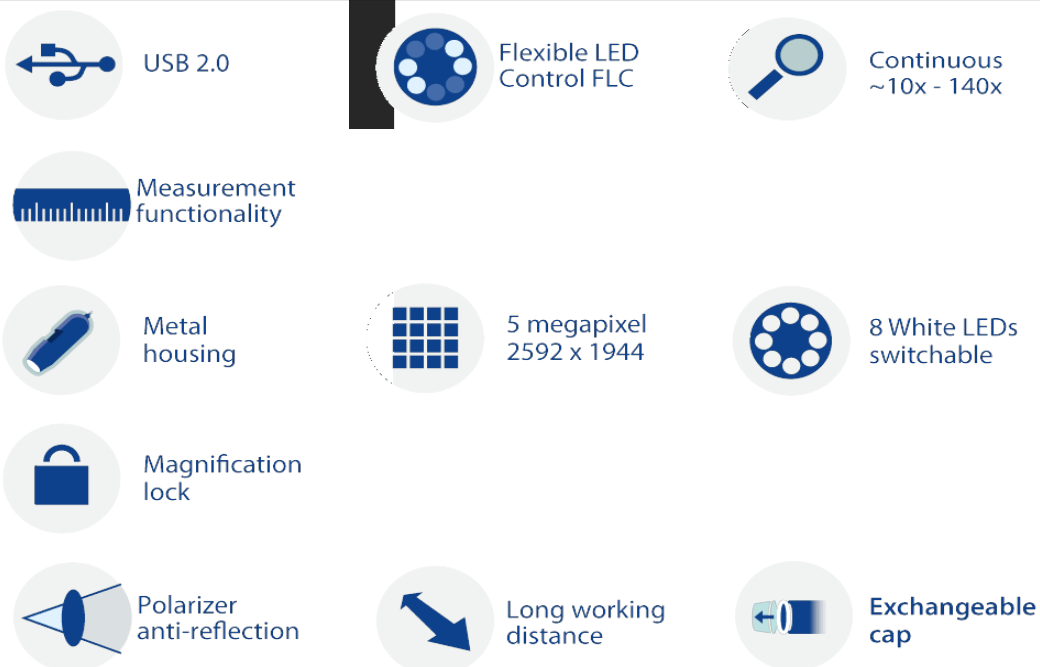 USB 2.0
Flexible LED
Control FLC
Continuous
~10x - 140x
Measurement
functionality
Metal
housing
5 megapixel
2592 x 1944
8 White LEDs
switchable
Magnification
lock
Polarizer
anti-reflection
Long working
distance
Exchangeable
cap